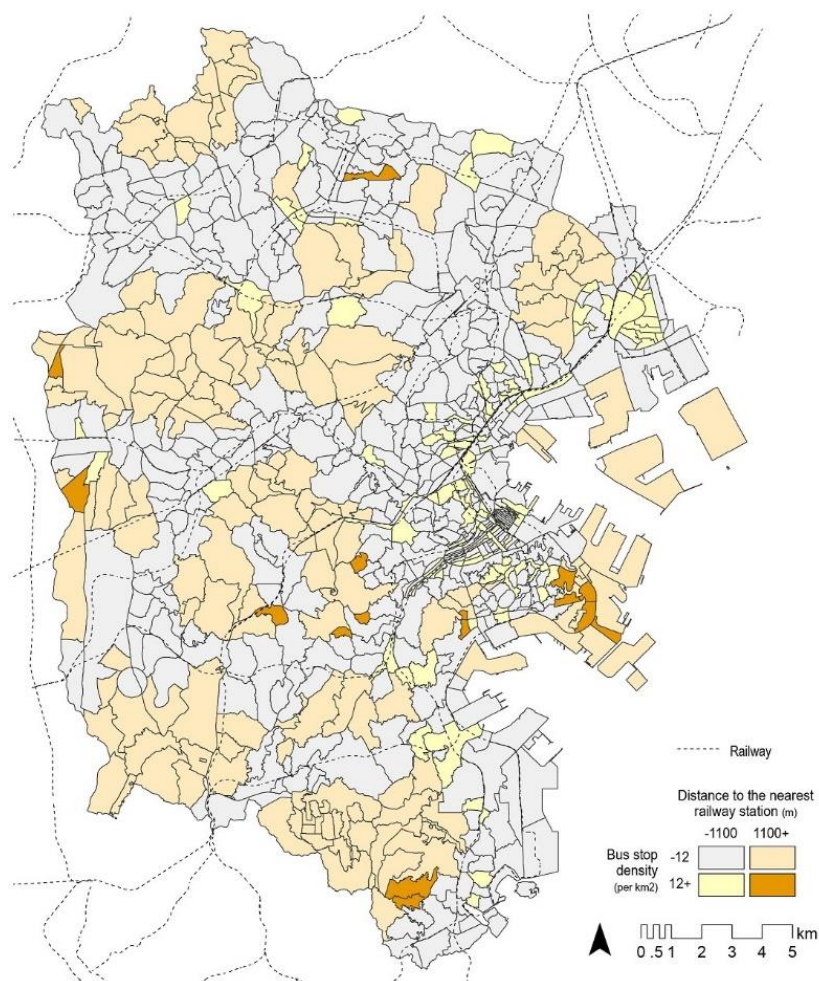 Railway
Distance to the nearest
railway station (m)
-1100 1100+
Bus stop
density
(per km2)
-12
12+
km
0 .5 1 2 3 4 5